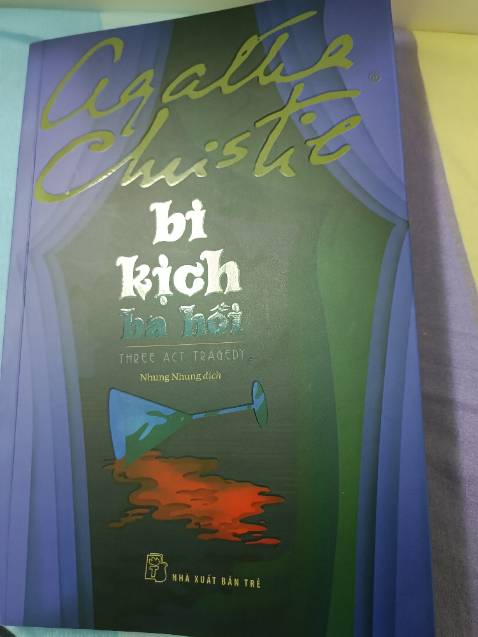 Agatha
Christie®
bi
kịch
ba hồi
THREE ACT TRAGEDY
Nhung Nhung dịch
NHÀ XUẤT BẢN TRẺ